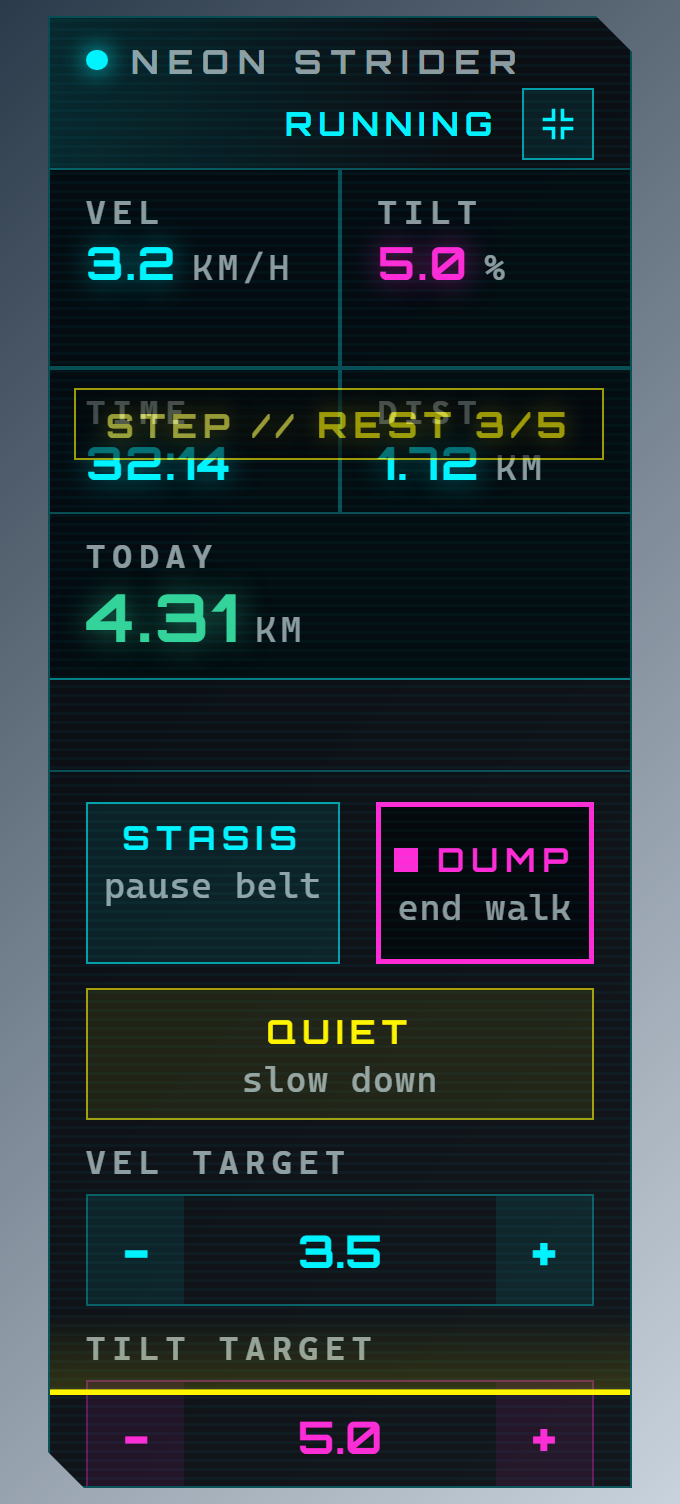 NEON STRIDER
RUNNING
VEL TILT
3.2 KM/H 5.0 %
TIME DIST
STEP // REST 3/5
32:14 1.72 KM
TODAY
4.31 KM
STASIS
pause belt
DUMP
end walk
QUIET
slow down
VEL TARGET
- 3.5 +
TILT TARGET
- 5.0 +